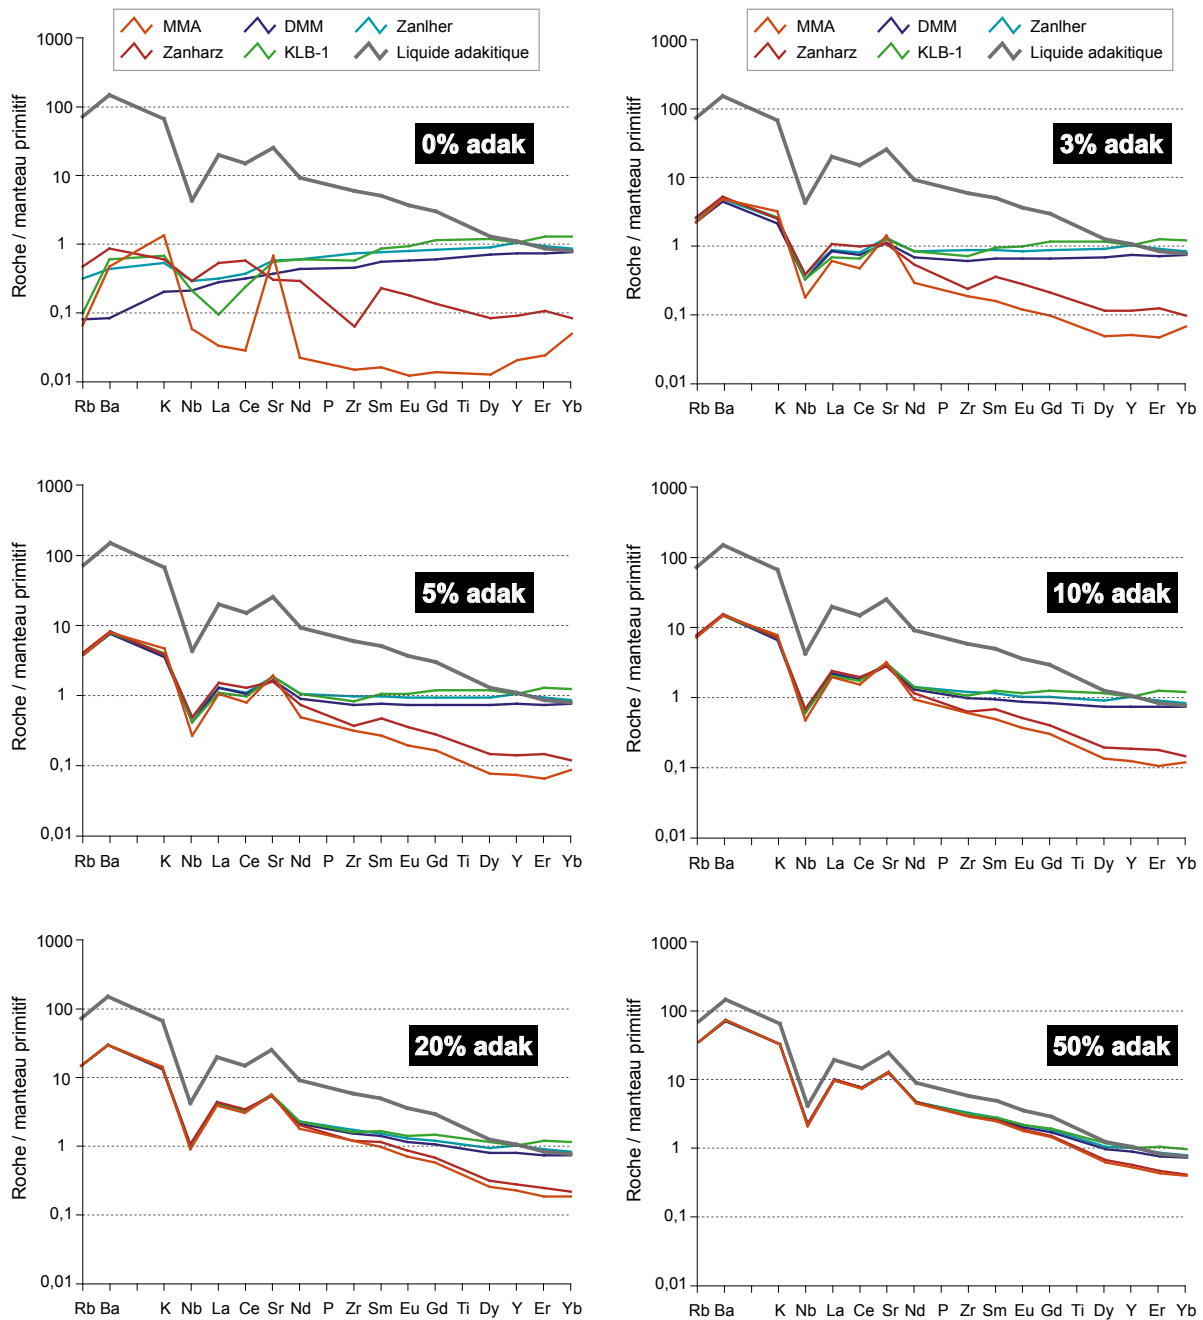 MMA DMM Zanlher
Zanharz KLB-1 Liquide adakitique
Roche / manteau primitif
1000
100
10
1
0,1
0,01
0% adak
Rb Ba K Nb La Ce Sr Nd P Zr Sm Eu Gd Ti Dy Y Er Yb
MMA DMM Zanlher
Zanharz KLB-1 Liquide adakitique
Roche / manteau primitif
1000
100
10
1
0,1
0,01
3% adak
Rb Ba K Nb La Ce Sr Nd P Zr Sm Eu Gd Ti Dy Y Er Yb
Roche / manteau primitif
1000
100
10
1
0,1
0,01
5% adak
Rb Ba K Nb La Ce Sr Nd P Zr Sm Eu Gd Ti Dy Y Er Yb
Roche / manteau primitif
1000
100
10
1
0,1
0,01
10% adak
Rb Ba K Nb La Ce Sr Nd P Zr Sm Eu Gd Ti Dy Y Er Yb
Roche / manteau primitif
1000
100
10
1
0,1
0,01
20% adak
Rb Ba K Nb La Ce Sr Nd P Zr Sm Eu Gd Ti Dy Y Er Yb
Roche / manteau primitif
1000
100
10
1
0,1
0,01
50% adak
Rb Ba K Nb La Ce Sr Nd P Zr Sm Eu Gd Ti Dy Y Er Yb